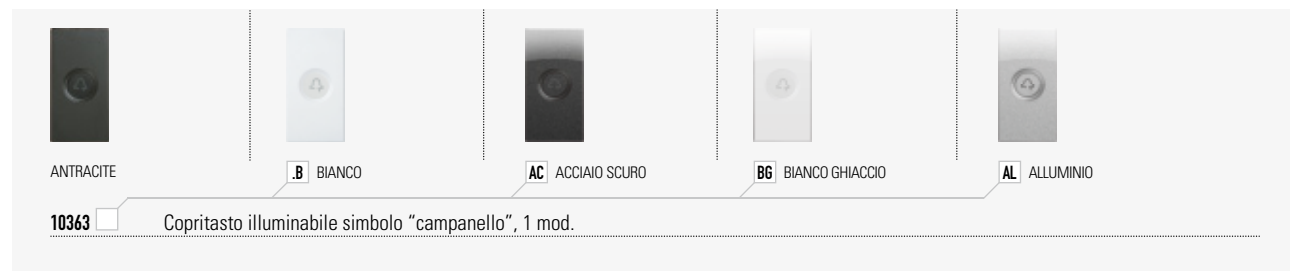 ANTRACITE .B BIANCO AC ACCIAIO SCURO BG BIANCO GHIACCIO AL ALLUMINIO
10363 Copritasto illuminabile simbolo “campanello”, 1 mod.